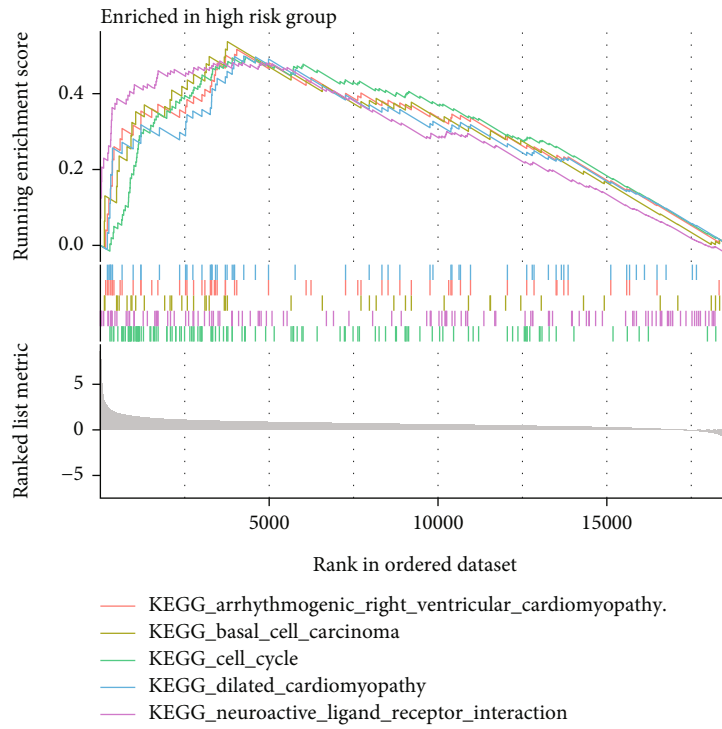 Enriched in high risk group
Running enrichment score
0.4
0.2
0.0
Ranked list metric
5
0
−5
5000 10000 15000
Rank in ordered dataset
KEGG_arrhythmogenic_right_ventricular_cardiomyopathy.
KEGG_basal_cell_carcinoma
KEGG_cell_cycle
KEGG_dilated_cardiomyopathy
KEGG_neuroactive_ligand_receptor_interaction